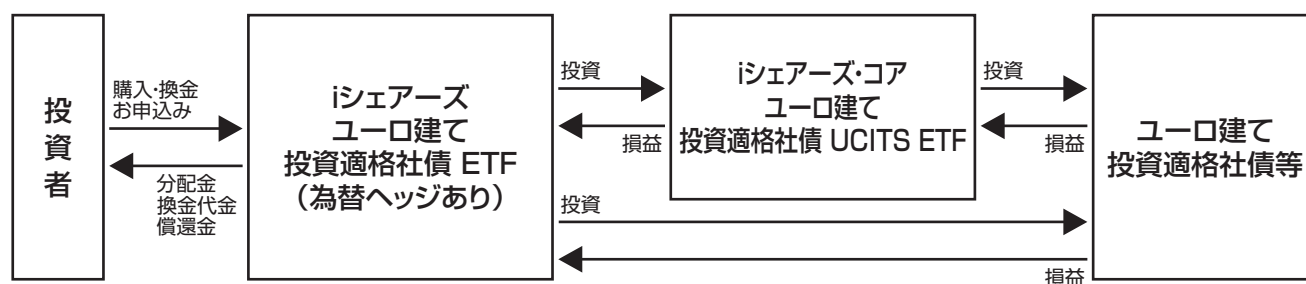 投資者
購入・換金
お申込み
分配金
換金代金
償還金
iシェアーズ
ユーロ建て
投資適格社債 ETF
（為替ヘッジあり）
投資
損益
iシェアーズ・コア
ユーロ建て
投資適格社債 UCITS ETF
投資
損益
投資
損益
ユーロ建て
投資適格社債等